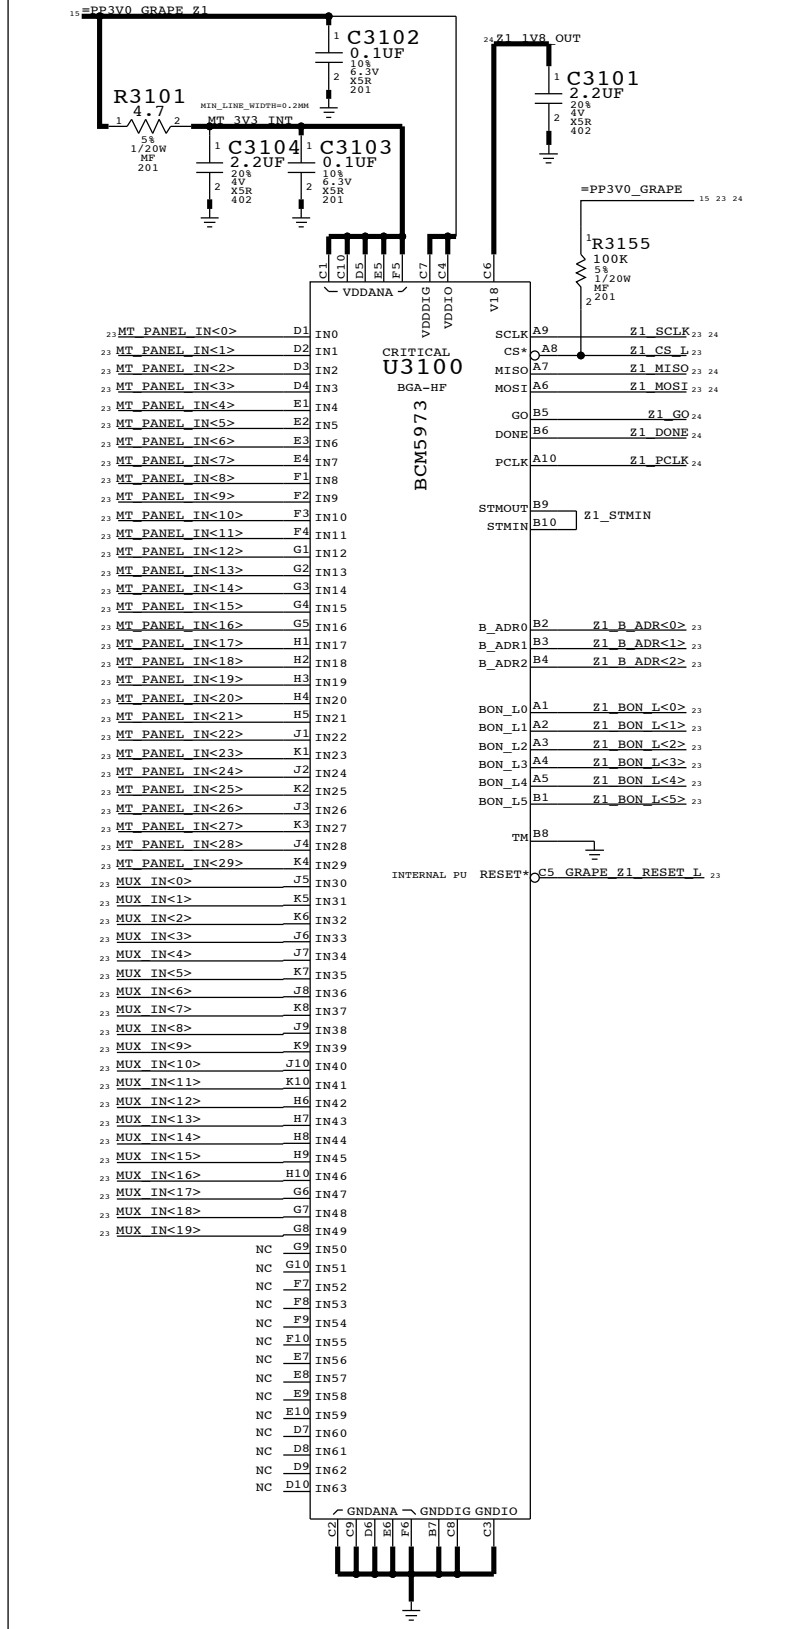 15 =PP3V0_GRAPE_Z1
1 C3102
0.1UF
10%
6.3V
2 X5R
201
24 Z1_1V8_OUT
1 C3101
2.2UF
20%
4V
2 X5R
402
R3101
4.7
1 2
5%
1/20W
MF
201
MIN_LINE_WIDTH=0.2MM
MT_3V3_INT
1 C3104
2.2UF
20%
4V
2 X5R
402
1 C3103
0.1UF
10%
6.3V
2 X5R
201
=PP3V0_GRAPE 15 23 24
1 R3155
100K
5%
1/20W
MF
2 201
C1 C10 D5 E5 F5 C7 C4 C6
VDDANA VDDDIG VDDIO V18
CRITICAL
U3100
BGA-HF
BCM5973
23 MT_PANEL_IN<0> D1 IN0
23 MT_PANEL_IN<1> D2 IN1
23 MT_PANEL_IN<2> D3 IN2
23 MT_PANEL_IN<3> D4 IN3
23 MT_PANEL_IN<4> E1 IN4
23 MT_PANEL_IN<5> E2 IN5
23 MT_PANEL_IN<6> E3 IN6
23 MT_PANEL_IN<7> E4 IN7
23 MT_PANEL_IN<8> F1 IN8
23 MT_PANEL_IN<9> F2 IN9
23 MT_PANEL_IN<10> F3 IN10
23 MT_PANEL_IN<11> F4 IN11
23 MT_PANEL_IN<12> G1 IN12
23 MT_PANEL_IN<13> G2 IN13
23 MT_PANEL_IN<14> G3 IN14
23 MT_PANEL_IN<15> G4 IN15
23 MT_PANEL_IN<16> G5 IN16
23 MT_PANEL_IN<17> H1 IN17
23 MT_PANEL_IN<18> H2 IN18
23 MT_PANEL_IN<19> H3 IN19
23 MT_PANEL_IN<20> H4 IN20
23 MT_PANEL_IN<21> H5 IN21
23 MT_PANEL_IN<22> J1 IN22
23 MT_PANEL_IN<23> K1 IN23
23 MT_PANEL_IN<24> J2 IN24
23 MT_PANEL_IN<25> K2 IN25
23 MT_PANEL_IN<26> J3 IN26
23 MT_PANEL_IN<27> K3 IN27
23 MT_PANEL_IN<28> J4 IN28
23 MT_PANEL_IN<29> K4 IN29
23 MUX_IN<0> J5 IN30
23 MUX_IN<1> K5 IN31
23 MUX_IN<2> K6 IN32
23 MUX_IN<3> J6 IN33
23 MUX_IN<4> J7 IN34
23 MUX_IN<5> K7 IN35
23 MUX_IN<6> J8 IN36
23 MUX_IN<7> K8 IN37
23 MUX_IN<8> J9 IN38
23 MUX_IN<9> K9 IN39
23 MUX_IN<10> J10 IN40
23 MUX_IN<11> K10 IN41
23 MUX_IN<12> H6 IN42
23 MUX_IN<13> H7 IN43
23 MUX_IN<14> H8 IN44
23 MUX_IN<15> H9 IN45
23 MUX_IN<16> H10 IN46
23 MUX_IN<17> G6 IN47
23 MUX_IN<18> G7 IN48
23 MUX_IN<19> G8 IN49
NC G9 IN50
NC G10 IN51
NC F7 IN52
NC F8 IN53
NC F9 IN54
NC F10 IN55
NC E7 IN56
NC E8 IN57
NC E9 IN58
NC E10 IN59
NC D7 IN60
NC D8 IN61
NC D9 IN62
NC D10 IN63
SCLK A9 Z1_SCLK 23 24
CS* A8 Z1_CS_L 23
MISO A7 Z1_MISO 23 24
MOSI A6 Z1_MOSI 23 24
GO B5 Z1_GO 24
DONE B6 Z1_DONE 24
PCLK A10 Z1_PCLK 24
STMOUT B9
Z1_STMIN
STMIN B10
B_ADR0 B2 Z1_B_ADR<0> 23
B_ADR1 B3 Z1_B_ADR<1> 23
B_ADR2 B4 Z1_B_ADR<2> 23
BON_L0 A1 Z1_BON_L<0> 23
BON_L1 A2 Z1_BON_L<1> 23
BON_L2 A3 Z1_BON_L<2> 23
BON_L3 A4 Z1_BON_L<3> 23
BON_L4 A5 Z1_BON_L<4> 23
BON_L5 B1 Z1_BON_L<5> 23
TM B8
INTERNAL PU RESET* C5 GRAPE_Z1_RESET_L 23
GNDANA GNDDIG GNDIO
C2 C9 D6 E6 F6 B7 C8 C3